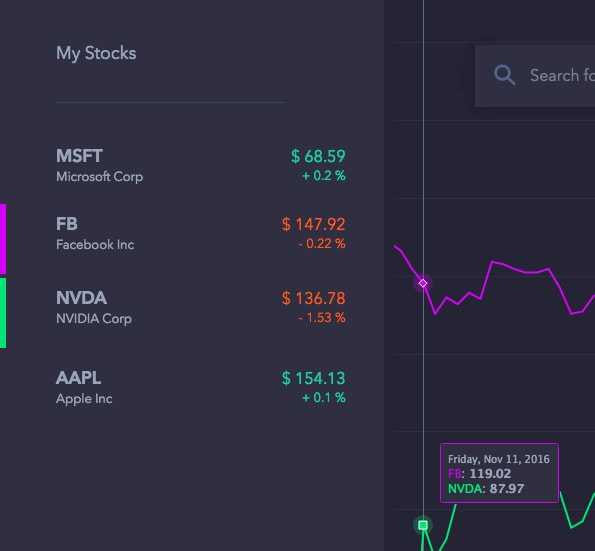 My Stocks
Search fo
MSFT $ 68.59
Microsoft Corp + 0.2 %
FB $ 147.92
Facebook Inc - 0.22 %
NVDA $ 136.78
NVIDIA Corp - 1.53 %
AAPL $ 154.13
Apple Inc + 0.1 %
Friday, Nov 11, 2016
FB: 119.02
NVDA: 87.97